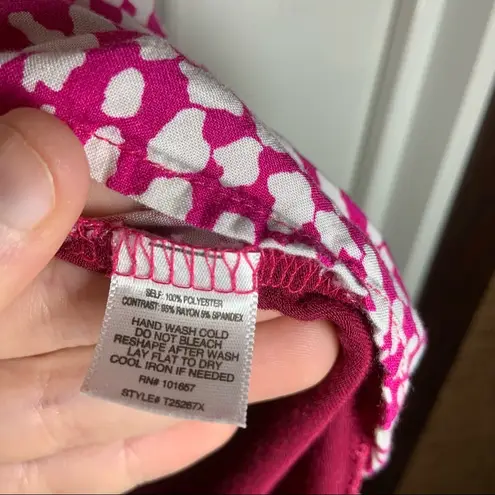 SELF: 100% POLYESTER
CONTRAST: 95% RAYON 5% SPANDEX
HAND WASH COLD
DO NOT BLEACH
RESHAPE AFTER WASH
LAY FLAT TO DRY
COOL IRON IF NEEDED
RN# 101657
STYLE# T25267X